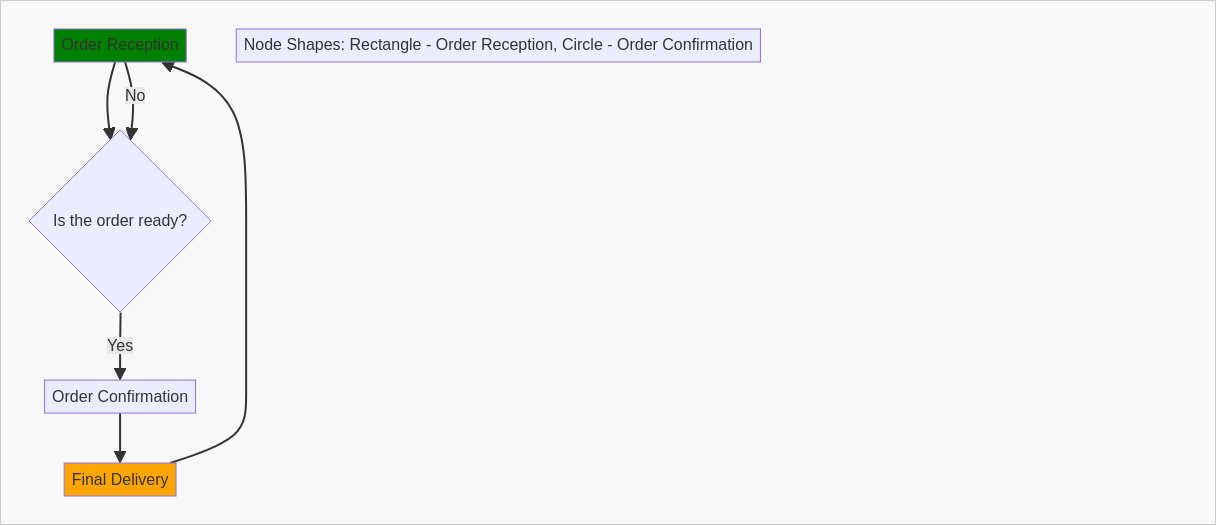 Order Reception
Node Shapes: Rectangle - Order Reception, Circle - Order Confirmation
No
Is the order ready?
Yes
Order Confirmation
Final Delivery